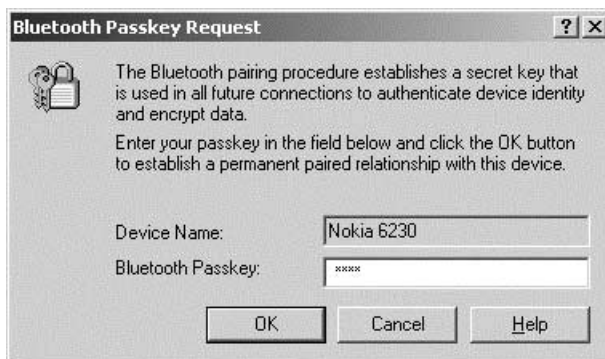 Bluetooth Passkey Request
The Bluetooth pairing procedure establishes a secret key that
is used in all future connections to authenticate device identity
and encrypt data.
Enter your passkey in the field below and click the OK button
to establish a permanent paired relationship with this device.
Device Name: Nokia 6230
Bluetooth Passkey: ****
OK Cancel Help